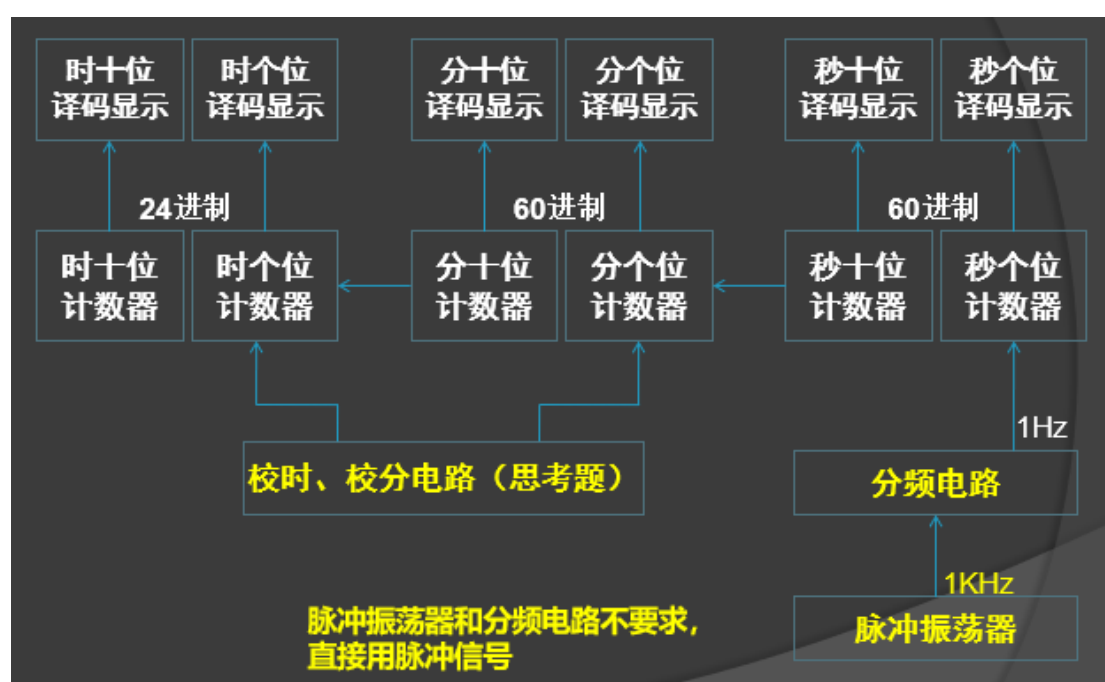 时十位
译码显示
时个位
译码显示
分十位
译码显示
分个位
译码显示
秒十位
译码显示
秒个位
译码显示
24进制
60进制
60进制
时十位
计数器
时个位
计数器
分十位
计数器
分个位
计数器
秒十位
计数器
秒个位
计数器
1Hz
校时、校分电路（思考题）
分频电路
1KHz
脉冲振荡器和分频电路不要求，
直接用脉冲信号
脉冲振荡器